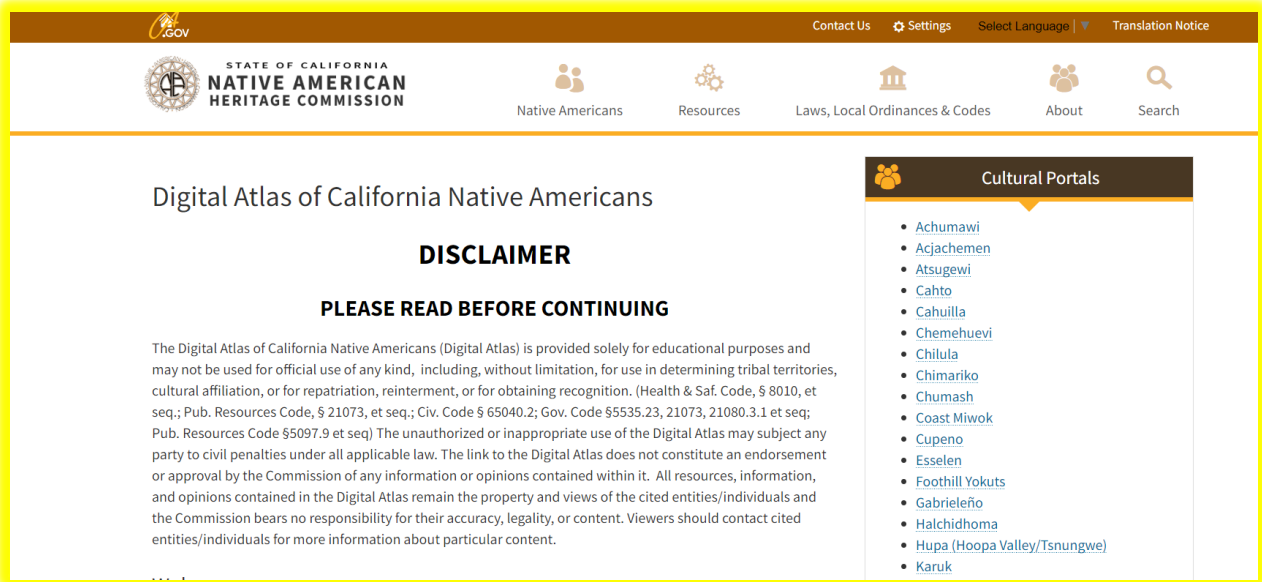 CA.GOV
Contact Us Settings Select Language | ▼ Translation Notice
STATE OF CALIFORNIA
NATIVE AMERICAN
HERITAGE COMMISSION
Native Americans Resources Laws, Local Ordinances & Codes About Search
Digital Atlas of California Native Americans
DISCLAIMER
PLEASE READ BEFORE CONTINUING
The Digital Atlas of California Native Americans (Digital Atlas) is provided solely for educational purposes and
may not be used for official use of any kind, including, without limitation, for use in determining tribal territories,
cultural affiliation, or for repatriation, reinterment, or for obtaining recognition. (Health & Saf. Code, § 8010, et
seq.; Pub. Resources Code, § 21073, et seq.; Civ. Code § 65040.2; Gov. Code §5535.23, 21073, 21080.3.1 et seq;
Pub. Resources Code §5097.9 et seq) The unauthorized or inappropriate use of the Digital Atlas may subject any
party to civil penalties under all applicable law. The link to the Digital Atlas does not constitute an endorsement
or approval by the Commission of any information or opinions contained within it. All resources, information,
and opinions contained in the Digital Atlas remain the property and views of the cited entities/individuals and
the Commission bears no responsibility for their accuracy, legality, or content. Viewers should contact cited
entities/individuals for more information about particular content.
Cultural Portals
Achumawi
Acjachemen
Atsugewi
Cahto
Cahuilla
Chemehuevi
Chilula
Chimariko
Chumash
Coast Miwok
Cupeno
Esselen
Foothill Yokuts
Gabrieleño
Halchidhoma
Hupa (Hoopa Valley/Tsnungwe)
Karuk